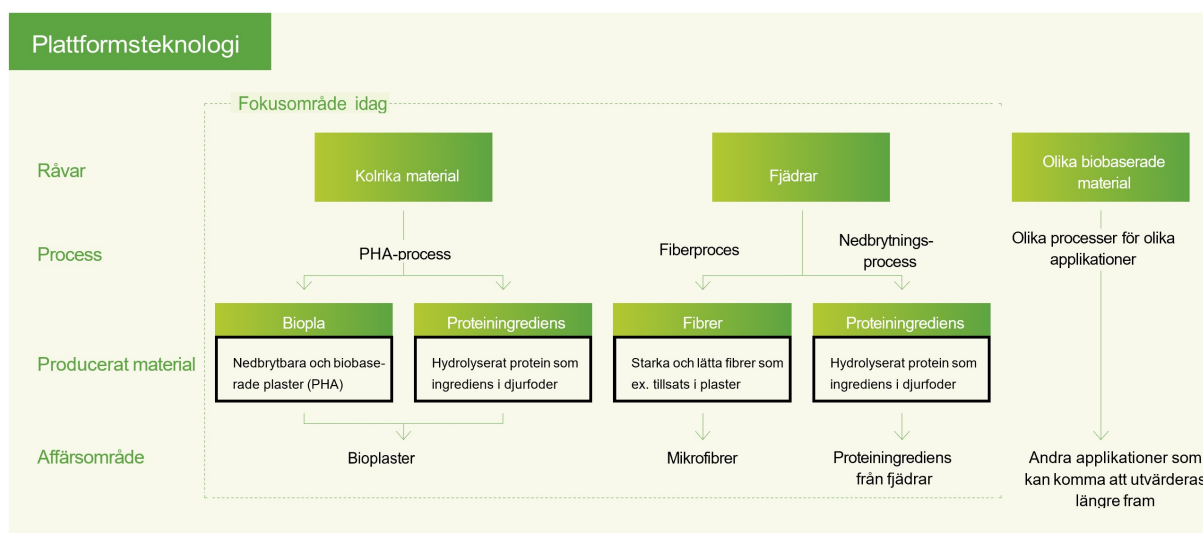 Plattformsteknologi
Fokusområde idag
Råvar
Kolrika material
Fjädrar
Olika biobaserade
material
Process
PHA-process
Fiberproces
Nedbrytnings-
process
Olika processer för olika
applikationer
Producerat material
Biopla
Nedbrytbara och biobase-
rade plaster (PHA)
Proteiningrediens
Hydrolyserat protein som
ingrediens i djurfoder
Fibrer
Starka och lätta fibrer som
ex. tillsats i plaster
Proteiningrediens
Hydrolyserat protein som
ingrediens i djurfoder
Affärsområde
Bioplaster
Mikrofibrer
Proteiningrediens
från fjädrar
Andra applikationer som
kan komma att utvärderas
längre fram